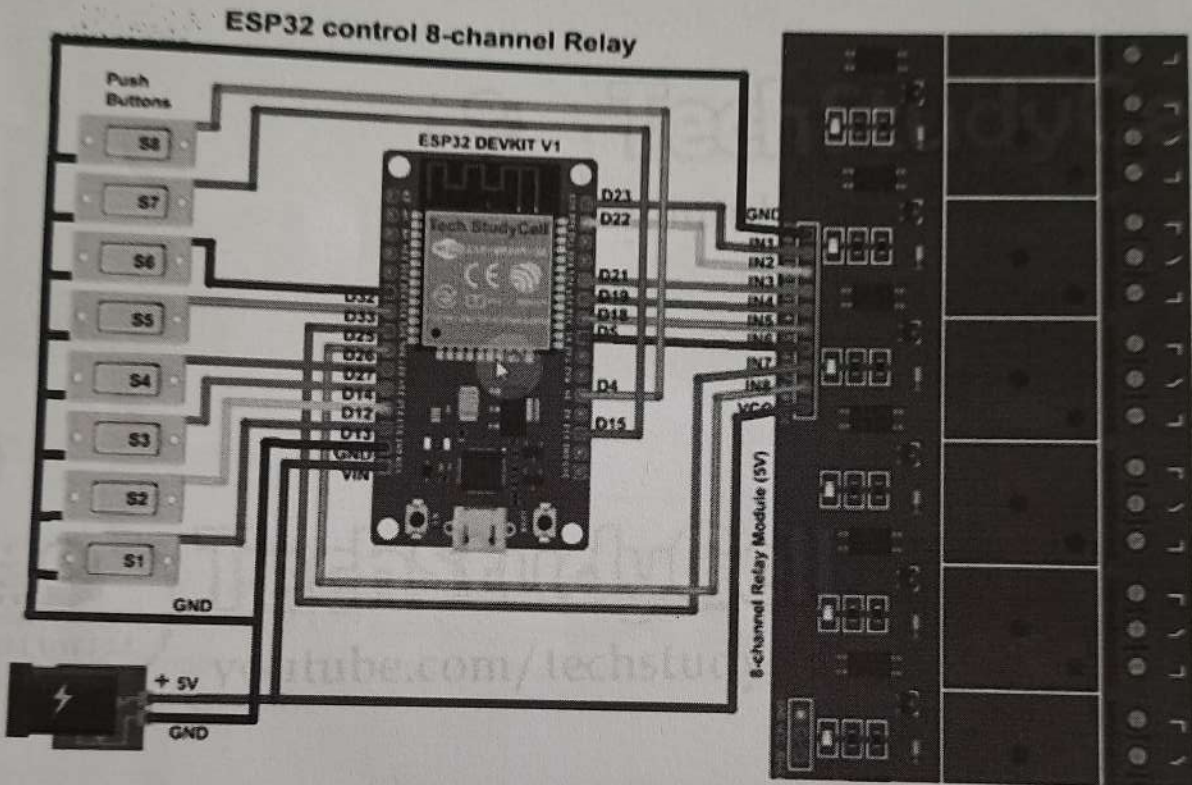 ESP32 control 8-channel Relay
Push
Buttons
S8
S7
S6
S5
S4
S3
S2
S1
ESP32 DEVKIT V1
Tech StudyCell
D32
D33
D25
D26
D27
D14
D12
D13
GND
VIN
D23
D22
D21
D19
D18
D5
D4
D15
GND
IN1
IN2
IN3
IN4
IN5
IN6
IN7
IN8
VCC
8-channel Relay Module (5V)
GND
+ 5V
GND
youtube.com/techstudy